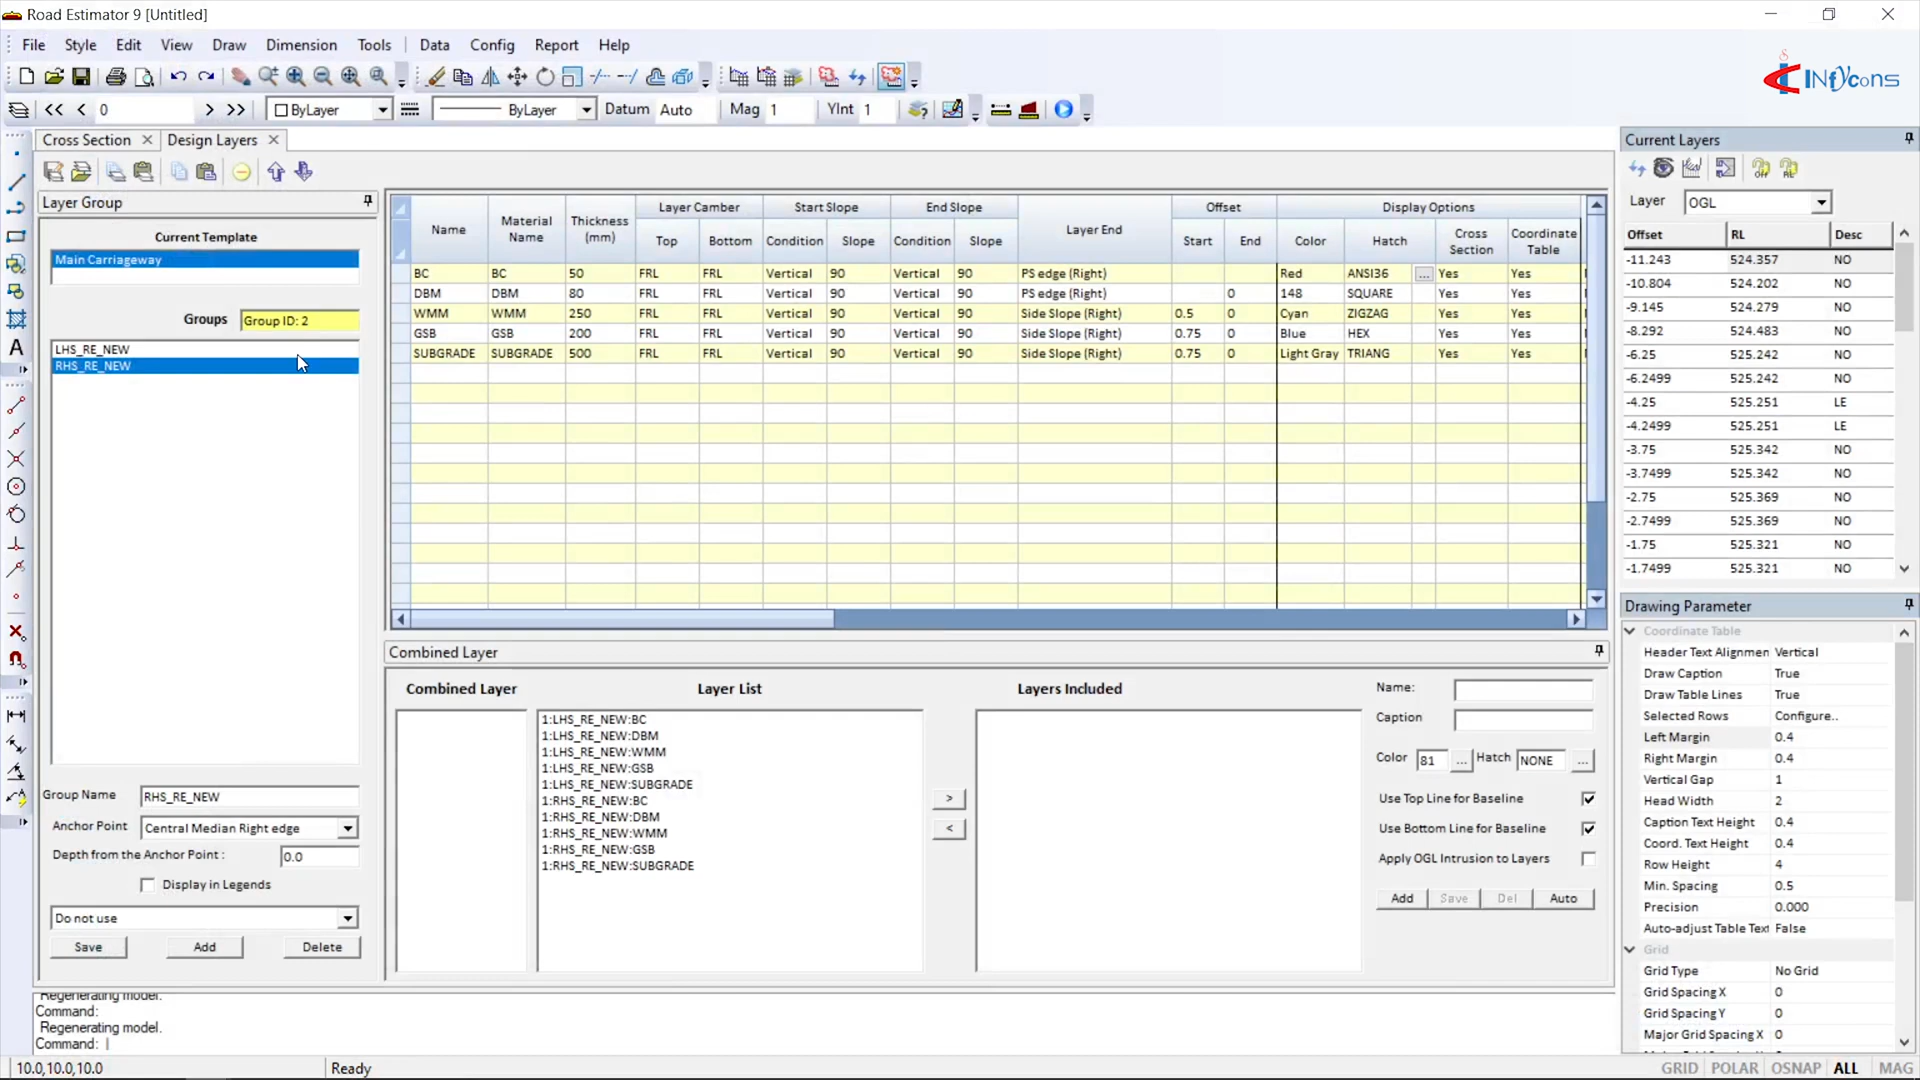 Road Estimator 9 [Untitled]
File Style Edit View Draw Dimension Tools Data Config Report Help
INFYCONS
0 ByLayer ByLayer Datum Auto Mag 1 YInt 1
Cross Section Design Layers
Layer Group
Current Template
Main Carriageway
Groups Group ID: 2
LHS_RE_NEW
RHS_RE_NEW
Group Name RHS_RE_NEW
Anchor Point Central Median Right edge
Depth from the Anchor Point : 0.0
Display in Legends
Do not use
Save Add Delete
Layer Camber Start Slope End Slope Offset Display Options
Name Material Name Thickness (mm) Top Bottom Condition Slope Condition Slope Layer End Start End Color Hatch Cross Section Coordinate Table
BC BC 50 FRL FRL Vertical 90 Vertical 90 PS edge (Right) Red ANSI36 ... Yes Yes
DBM DBM 80 FRL FRL Vertical 90 Vertical 90 PS edge (Right) 0 148 SQUARE Yes Yes
WMM WMM 250 FRL FRL Vertical 90 Vertical 90 Side Slope (Right) 0.5 0 Cyan ZIGZAG Yes Yes
GSB GSB 200 FRL FRL Vertical 90 Vertical 90 Side Slope (Right) 0.75 0 Blue HEX Yes Yes
SUBGRADE SUBGRADE 500 FRL FRL Vertical 90 Vertical 90 Side Slope (Right) 0.75 0 Light Gray TRIANG Yes Yes
Combined Layer
Combined Layer Layer List Layers Included
1:LHS_RE_NEW:BC
1:LHS_RE_NEW:DBM
1:LHS_RE_NEW:WMM
1:LHS_RE_NEW:GSB
1:LHS_RE_NEW:SUBGRADE
1:RHS_RE_NEW:BC
1:RHS_RE_NEW:DBM
1:RHS_RE_NEW:WMM
1:RHS_RE_NEW:GSB
1:RHS_RE_NEW:SUBGRADE
>
<
Name:
Caption
Color 81 ... Hatch NONE ...
Use Top Line for Baseline
Use Bottom Line for Baseline
Apply OGL Intrusion to Layers
Add Save Del Auto
Current Layers
Layer OGL
Offset RL Desc
-11.243 524.357 NO
-10.804 524.202 NO
-9.145 524.279 NO
-8.292 524.483 NO
-6.25 525.242 NO
-6.2499 525.242 NO
-4.25 525.251 LE
-4.2499 525.251 LE
-3.75 525.342 NO
-3.7499 525.342 NO
-2.75 525.369 NO
-2.7499 525.369 NO
-1.75 525.321 NO
-1.7499 525.321 NO
Drawing Parameter
Coordinate Table
Header Text Alignmen Vertical
Draw Caption True
Draw Table Lines True
Selected Rows Configure..
Left Margin 0.4
Right Margin 0.4
Vertical Gap 1
Head Width 2
Caption Text Height 0.4
Coord. Text Height 0.4
Row Height 4
Min. Spacing 0.5
Precision 0.000
Auto-adjust Table Text False
Grid
Grid Type No Grid
Grid Spacing X 0
Grid Spacing Y 0
Major Grid Spacing X 0
Regenerating model.
Command:
Regenerating model.
Command:
10.0,10.0,10.0 Ready GRID POLAR OSNAP ALL MAG